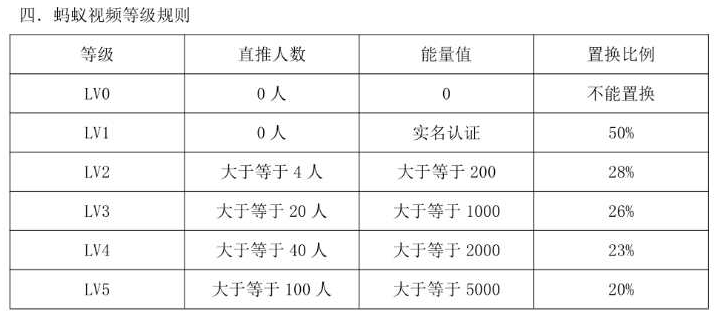 四．蚂蚁视频等级规则
等级 直推人数 能量值 置换比例
LV0 0 人 0 不能置换
LV1 0 人 实名认证 50%
LV2 大于等于 4 人 大于等于 200 28%
LV3 大于等于 20 人 大于等于 1000 26%
LV4 大于等于 40 人 大于等于 2000 23%
LV5 大于等于 100 人 大于等于 5000 20%